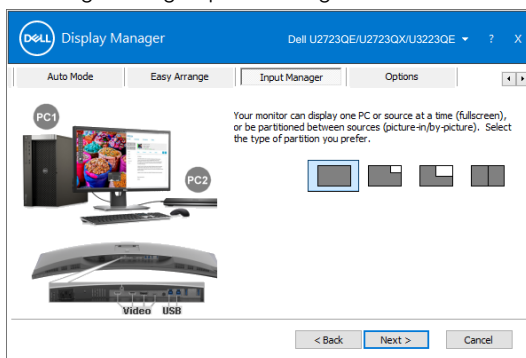 DELL Display Manager
Dell U2723QE/U2723QX/U3223QE ? X
Auto Mode Easy Arrange Input Manager Options
PC1
Your monitor can display one PC or source at a time (fullscreen),
or be partitioned between sources (picture-in/by-picture). Select
the type of partition you prefer.
PC2
Video USB
< Back Next > Cancel